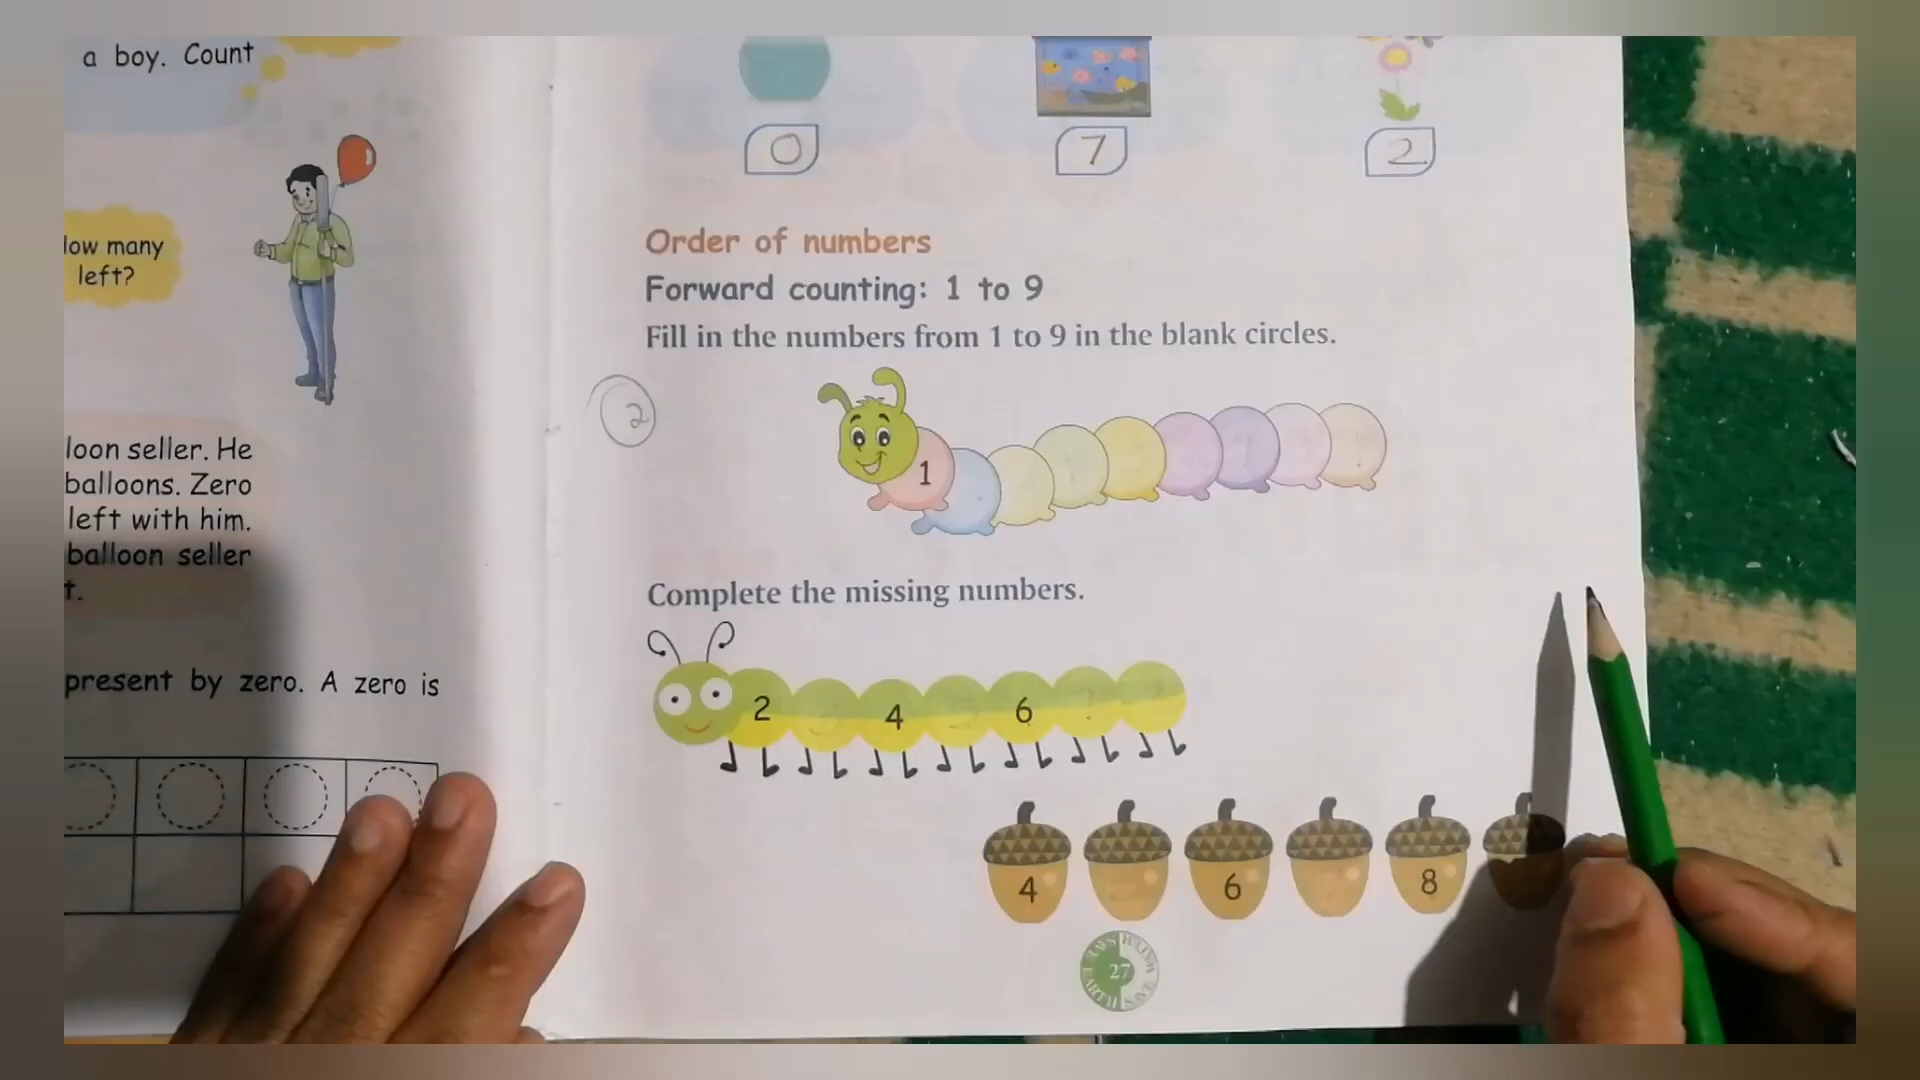 a boy. Count
How many
left?
loon seller. He
balloons. Zero
left with him.
balloon seller
t.
present by zero. A zero is
0 7 2
Order of numbers
Forward counting: 1 to 9
Fill in the numbers from 1 to 9 in the blank circles.
2
1
Complete the missing numbers.
2 4 6
4 6 8
27